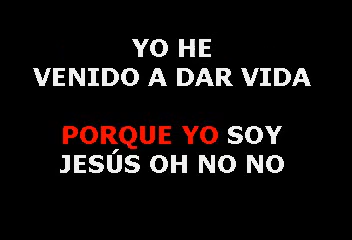 YO HE
VENIDO A DAR VIDA
PORQUE YO SOY
JESÚS OH NO NO